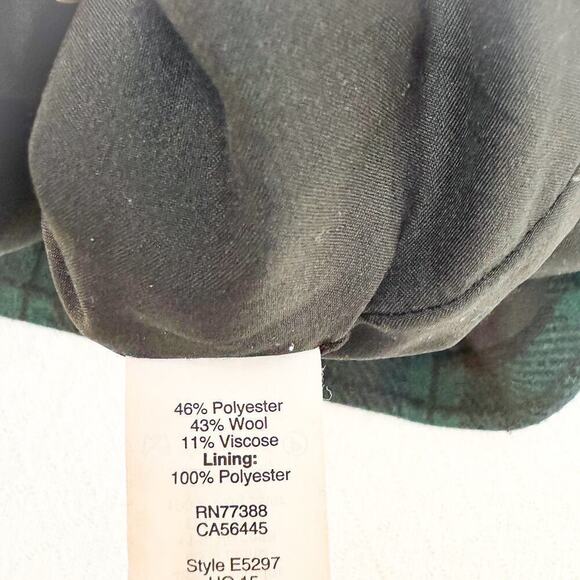 46% Polyester
43% Wool
11% Viscose
Lining:
100% Polyester
RN77388
CA56445
Style E5297